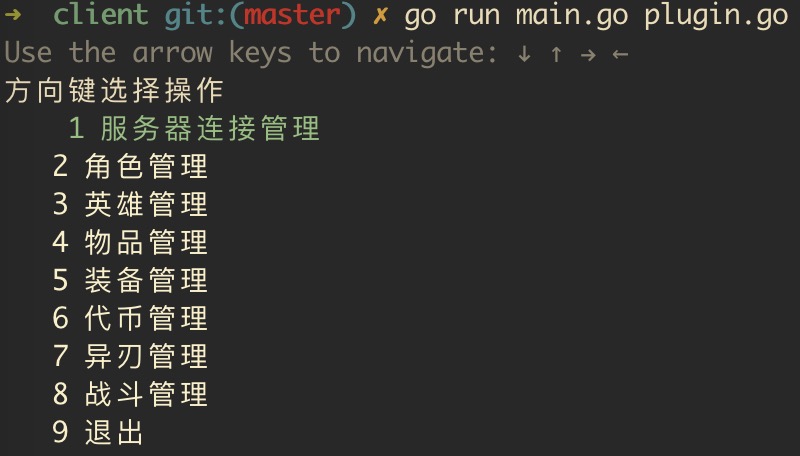 ➜ client git:(master) ✗ go run main.go plugin.go
Use the arrow keys to navigate: ↓ ↑ → ←
方向键选择操作
1 服务器连接管理
2 角色管理
3 英雄管理
4 物品管理
5 装备管理
6 代币管理
7 异刃管理
8 战斗管理
9 退出